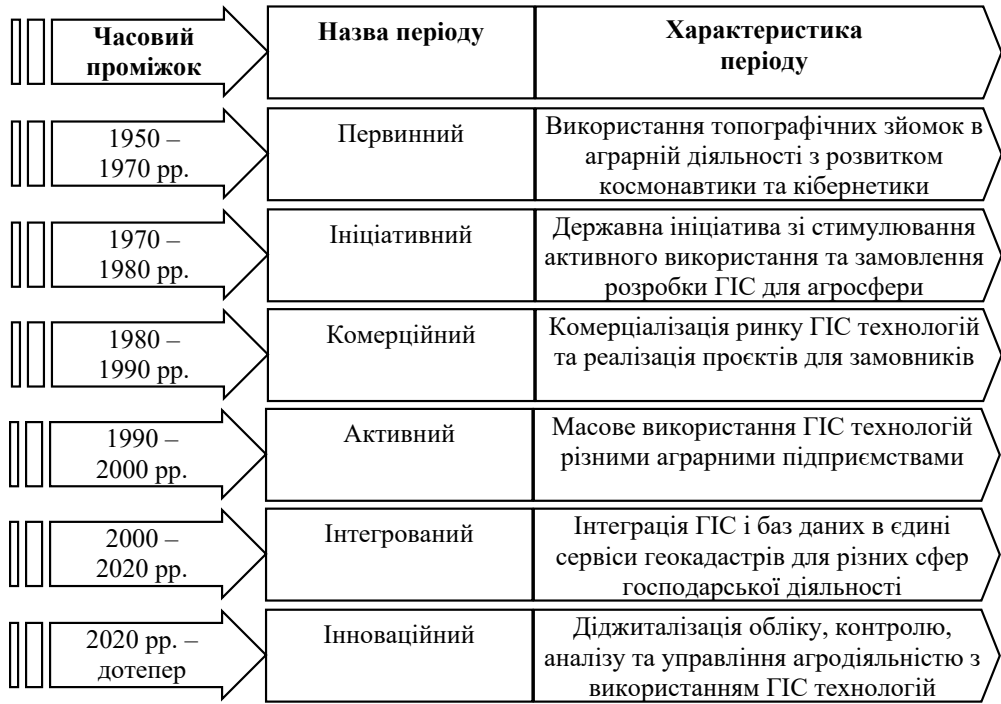 Часовий
проміжок
Назва періоду
Характеристика
періоду
1950 –
1970 рр.
Первинний
Використання топографічних зйомок в
аграрній діяльності з розвитком
космонавтики та кібернетики
1970 –
1980 рр.
Ініціативний
Державна ініціатива зі стимулювання
активного використання та замовлення
розробки ГІС для агросфери
1980 –
1990 рр.
Комерційний
Комерціалізація ринку ГІС технологій
та реалізація проєктів для замовників
1990 –
2000 рр.
Активний
Масове використання ГІС технологій
різними аграрними підприємствами
2000 –
2020 рр.
Інтегрований
Інтеграція ГІС і баз даних в єдині
сервіси геокадастрів для різних сфер
господарської діяльності
2020 рр. –
дотепер
Інноваційний
Діджиталізація обліку, контролю,
аналізу та управління агродіяльністю з
використанням ГІС технологій